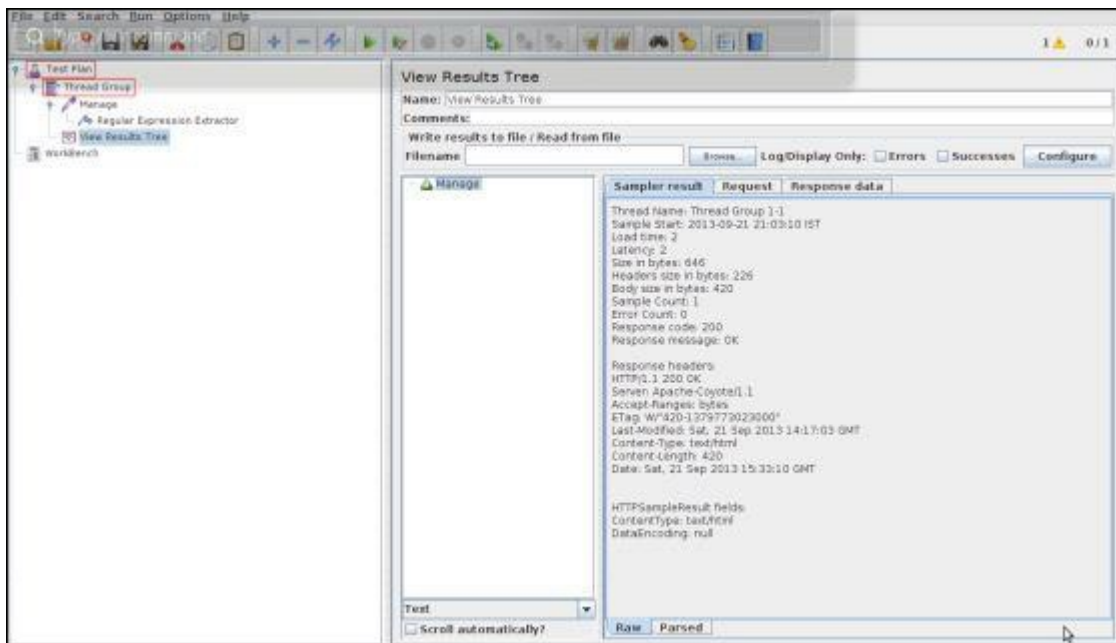 File Edit Search Run Options Help
1 0/1
Test Plan
Thread Group
Manage
Regular Expression Extractor
View Results Tree
WorkBench
View Results Tree
Name: View Results Tree
Comments:
Write results to file / Read from file
Filename Browse... Log/Display Only: Errors Successes Configure
Manage
Sampler result Request Response data
Thread Name: Thread Group 1-1
Sample Start: 2013-09-21 21:03:10 IST
Load time: 2
Latency: 2
Size in bytes: 646
Headers size in bytes: 226
Body size in bytes: 420
Sample Count: 1
Error Count: 0
Response code: 200
Response message: OK
Response headers:
HTTP/1.1 200 OK
Server: Apache-Coyote/1.1
Accept-Ranges: bytes
ETag: W/"420-1379773023000"
Last-Modified: Sat, 21 Sep 2013 14:17:03 GMT
Content-Type: text/html
Content-Length: 420
Date: Sat, 21 Sep 2013 15:33:10 GMT
HTTPSampleResult fields:
ContentType: text/html
DataEncoding: null
Text
Scroll automatically?
Raw Parsed